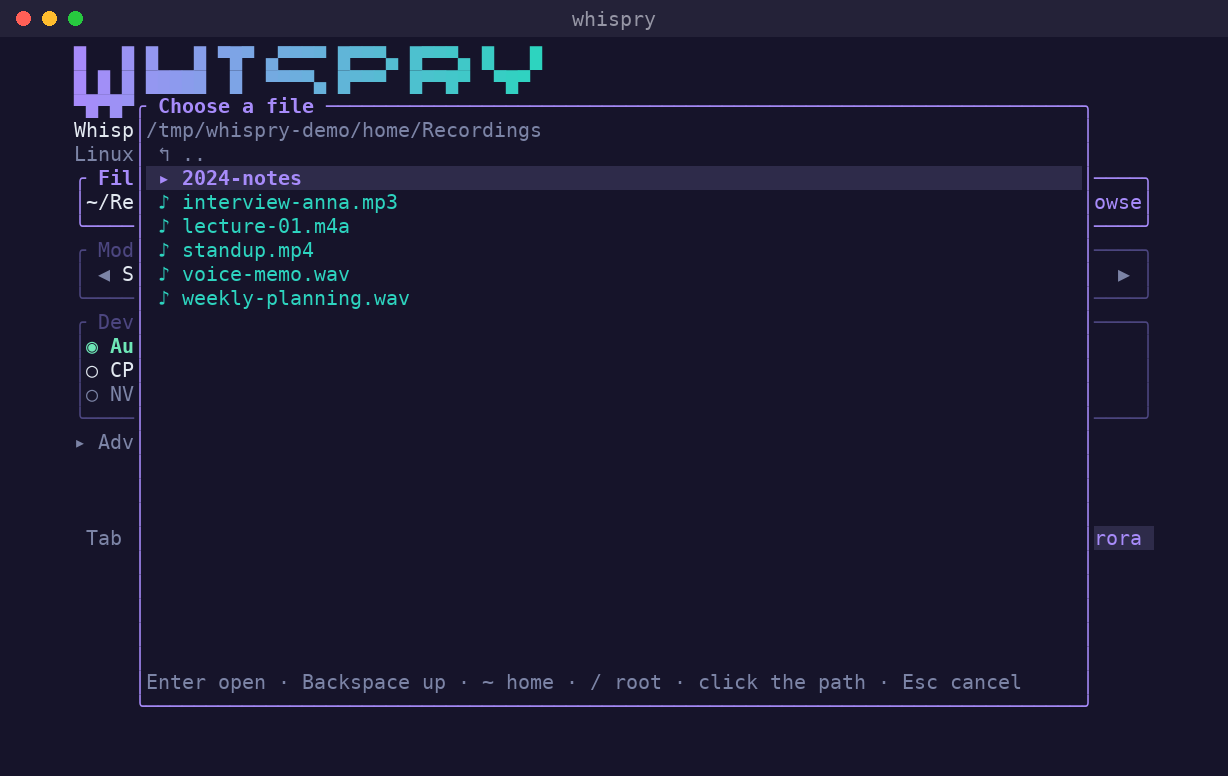 whispry
WHISPRY
Choose a file
/tmp/whispry-demo/home/Recordings
Whisp
↰ ..
Linux
▸ 2024-notes
Fil
♪ interview-anna.mp3
~/Re
owse
♪ lecture-01.m4a
♪ standup.mp4
Mod
♪ voice-memo.wav
◀ S
▶
♪ weekly-planning.wav
Dev
◉ Au
○ CP
○ NV
▸ Adv
Tab
rora
Enter open · Backspace up · ~ home · / root · click the path · Esc cancel